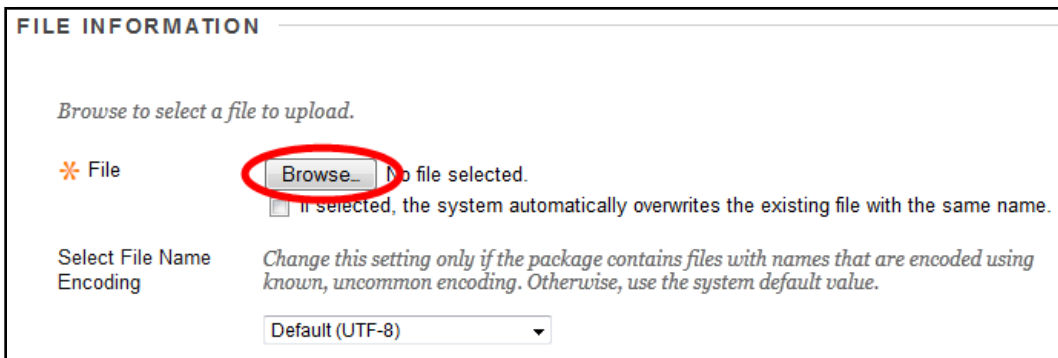 FILE INFORMATION
Browse to select a file to upload.
File
Browse… No file selected.
If selected, the system automatically overwrites the existing file with the same name.
Select File Name
Encoding
Change this setting only if the package contains files with names that are encoded using
known, uncommon encoding. Otherwise, use the system default value.
Default (UTF-8)